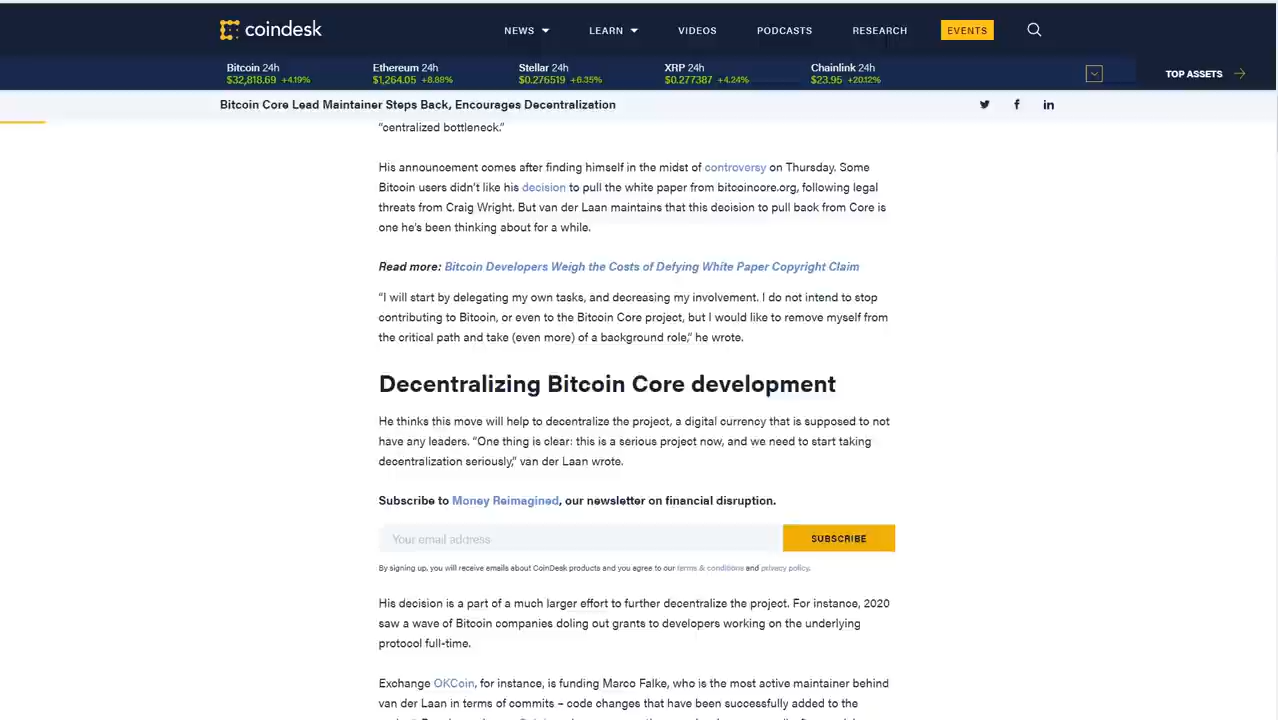 coindesk
NEWS LEARN VIDEOS PODCASTS RESEARCH EVENTS
Bitcoin 24h Ethereum 24h Stellar 24h XRP 24h Chainlink 24h
$32,818.69 +4.19% $1,264.05 +8.88% $0.276519 +6.35% $0.277387 +4.24% $23.95 +20.12%
TOP ASSETS
Bitcoin Core Lead Maintainer Steps Back, Encourages Decentralization
“centralized bottleneck.”
His announcement comes after finding himself in the midst of controversy on Thursday. Some
Bitcoin users didn’t like his decision to pull the white paper from bitcoincore.org, following legal
threats from Craig Wright. But van der Laan maintains that this decision to pull back from Core is
one he’s been thinking about for a while.
Read more: Bitcoin Developers Weigh the Costs of Defying White Paper Copyright Claim
“I will start by delegating my own tasks, and decreasing my involvement. I do not intend to stop
contributing to Bitcoin, or even to the Bitcoin Core project, but I would like to remove myself from
the critical path and take (even more) of a background role,” he wrote.
Decentralizing Bitcoin Core development
He thinks this move will help to decentralize the project, a digital currency that is supposed to not
have any leaders. “One thing is clear: this is a serious project now, and we need to start taking
decentralization seriously,” van der Laan wrote.
Subscribe to Money Reimagined, our newsletter on financial disruption.
Your email address
SUBSCRIBE
By signing up, you will receive emails about CoinDesk products and you agree to our terms & conditions and privacy policy.
His decision is a part of a much larger effort to further decentralize the project. For instance, 2020
saw a wave of Bitcoin companies doling out grants to developers working on the underlying
protocol full-time.
Exchange OKCoin, for instance, is funding Marco Falke, who is the most active maintainer behind
van der Laan in terms of commits – code changes that have been successfully added to the